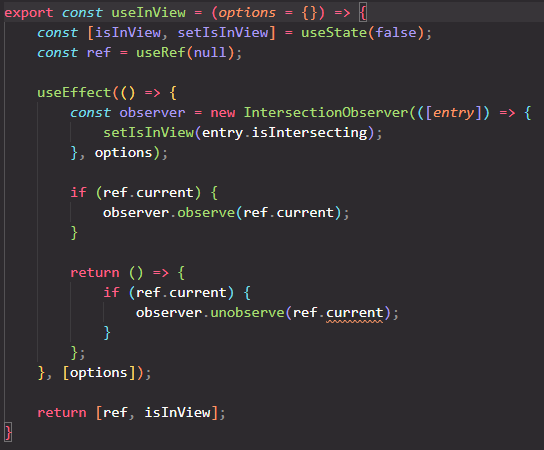 export const useInView = (options = {}) => {
    const [isInView, setIsInView] = useState(false);
    const ref = useRef(null);

    useEffect(() => {
        const observer = new IntersectionObserver(([entry]) => {
            setIsInView(entry.isIntersecting);
        }, options);

        if (ref.current) {
            observer.observe(ref.current);
        }

        return () => {
            if (ref.current) {
                observer.unobserve(ref.current);
            }
        };
    }, [options]);

    return [ref, isInView];
}